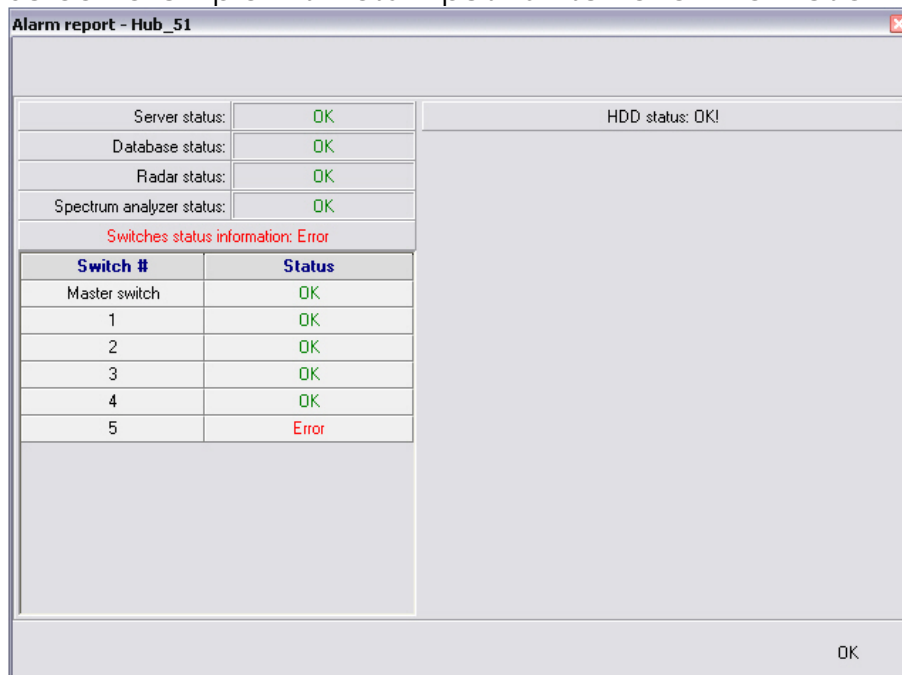 Alarm report - Hub_51
Server status: OK
HDD status: OK!
Database status: OK
Radar status: OK
Spectrum analyzer status: OK
Switches status information: Error
Switch # Status
Master switch OK
1 OK
2 OK
3 OK
4 OK
5 Error
OK